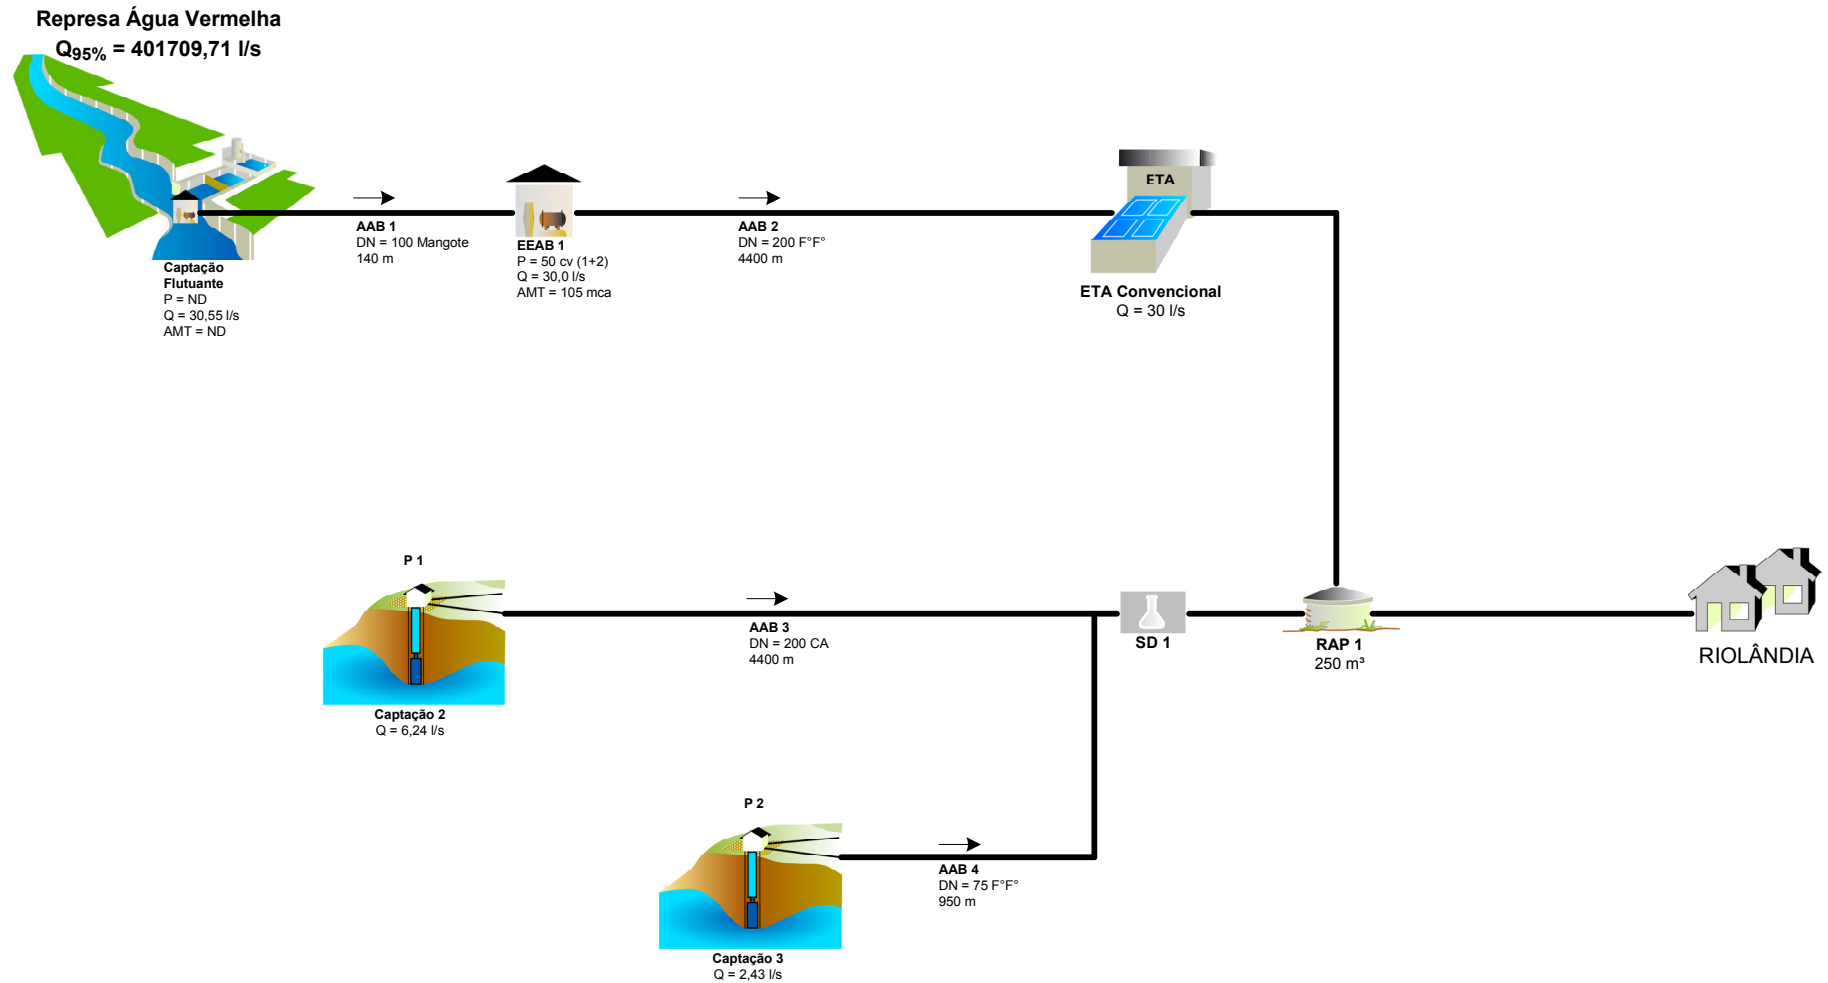 Represa Água Vermelha
Q95% = 401709,71 l/s
Captação
Flutuante
P = ND
Q = 30,55 l/s
AMT = ND
AAB 1
DN = 100 Mangote
140 m
EEAB 1
P = 50 cv (1+2)
Q = 30,0 l/s
AMT = 105 mca
AAB 2
DN = 200 F°F°
4400 m
ETA
ETA Convencional
Q = 30 l/s
P 1
Captação 2
Q = 6,24 l/s
AAB 3
DN = 200 CA
4400 m
SD 1
RAP 1
250 m³
RIOLÂNDIA
P 2
Captação 3
Q = 2,43 l/s
AAB 4
DN = 75 F°F°
950 m